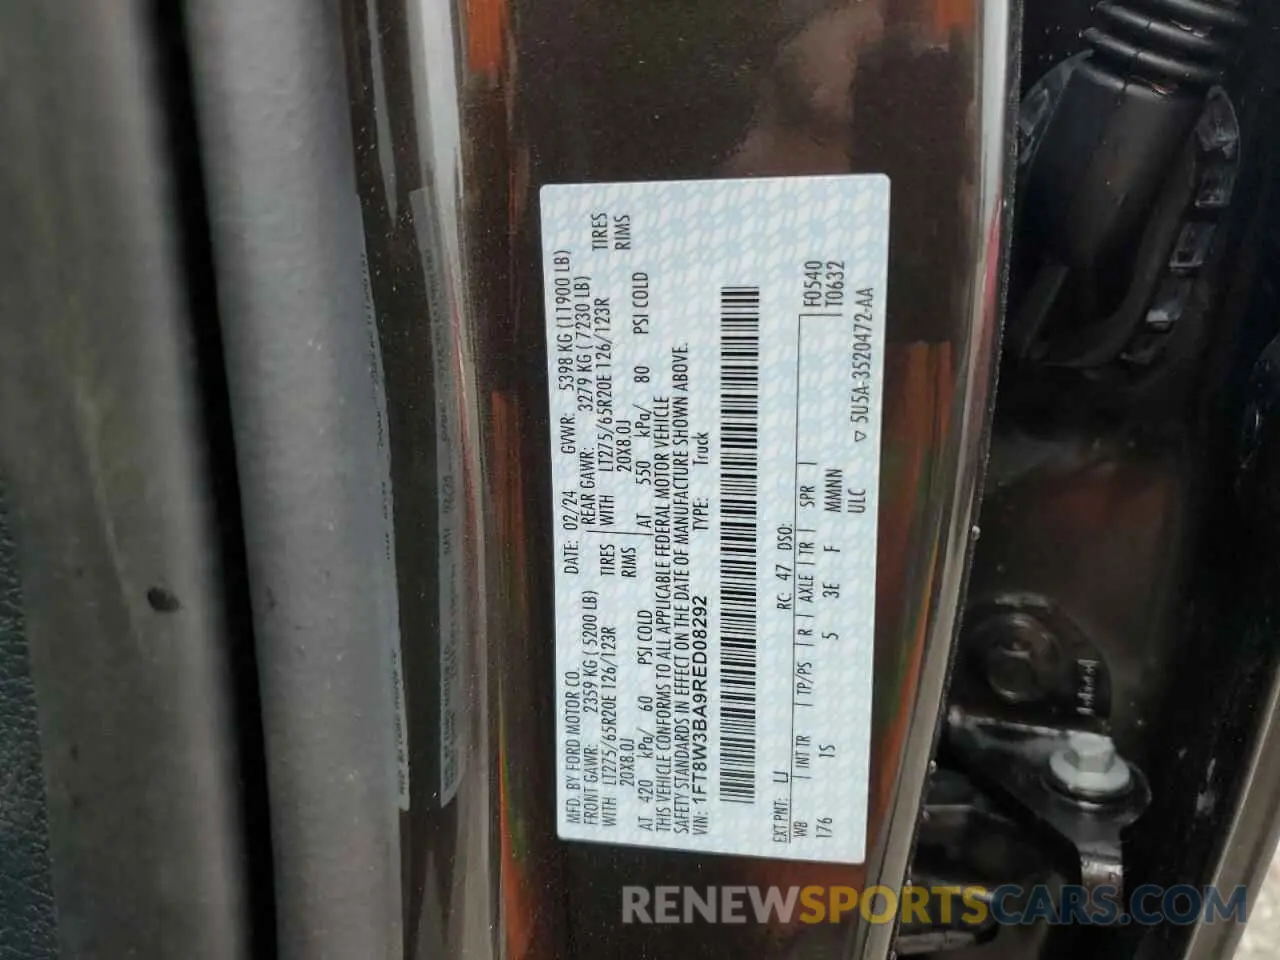 MFD. BY FORD MOTOR CO.
DATE: 02/24 GVWR: 5398 KG (11900 LB)
FRONT GAWR: 2359 KG ( 5200 LB) REAR GAWR: 3279 KG ( 7230 LB)
WITH LT275/65R20E 126/123R TIRES WITH LT275/65R20E 126/123R TIRES
20X8.0J RIMS 20X8.0J RIMS
AT 420 kPa/ 60 PSI COLD AT 550 kPa/ 80 PSI COLD
THIS VEHICLE CONFORMS TO ALL APPLICABLE FEDERAL MOTOR VEHICLE
SAFETY STANDARDS IN EFFECT ON THE DATE OF MANUFACTURE SHOWN ABOVE.
VIN: 1FT8W3BA9RED08292 TYPE: Truck
EXT PNT: LJ RC: 47 DSO: F0540
WB INT TR TP/PS R AXLE TR SPR T0632
176 1S 5 3E F MMNN
ULC ▽ 5U5A-3520472-AA
RENEWSPORTSCARS.COM